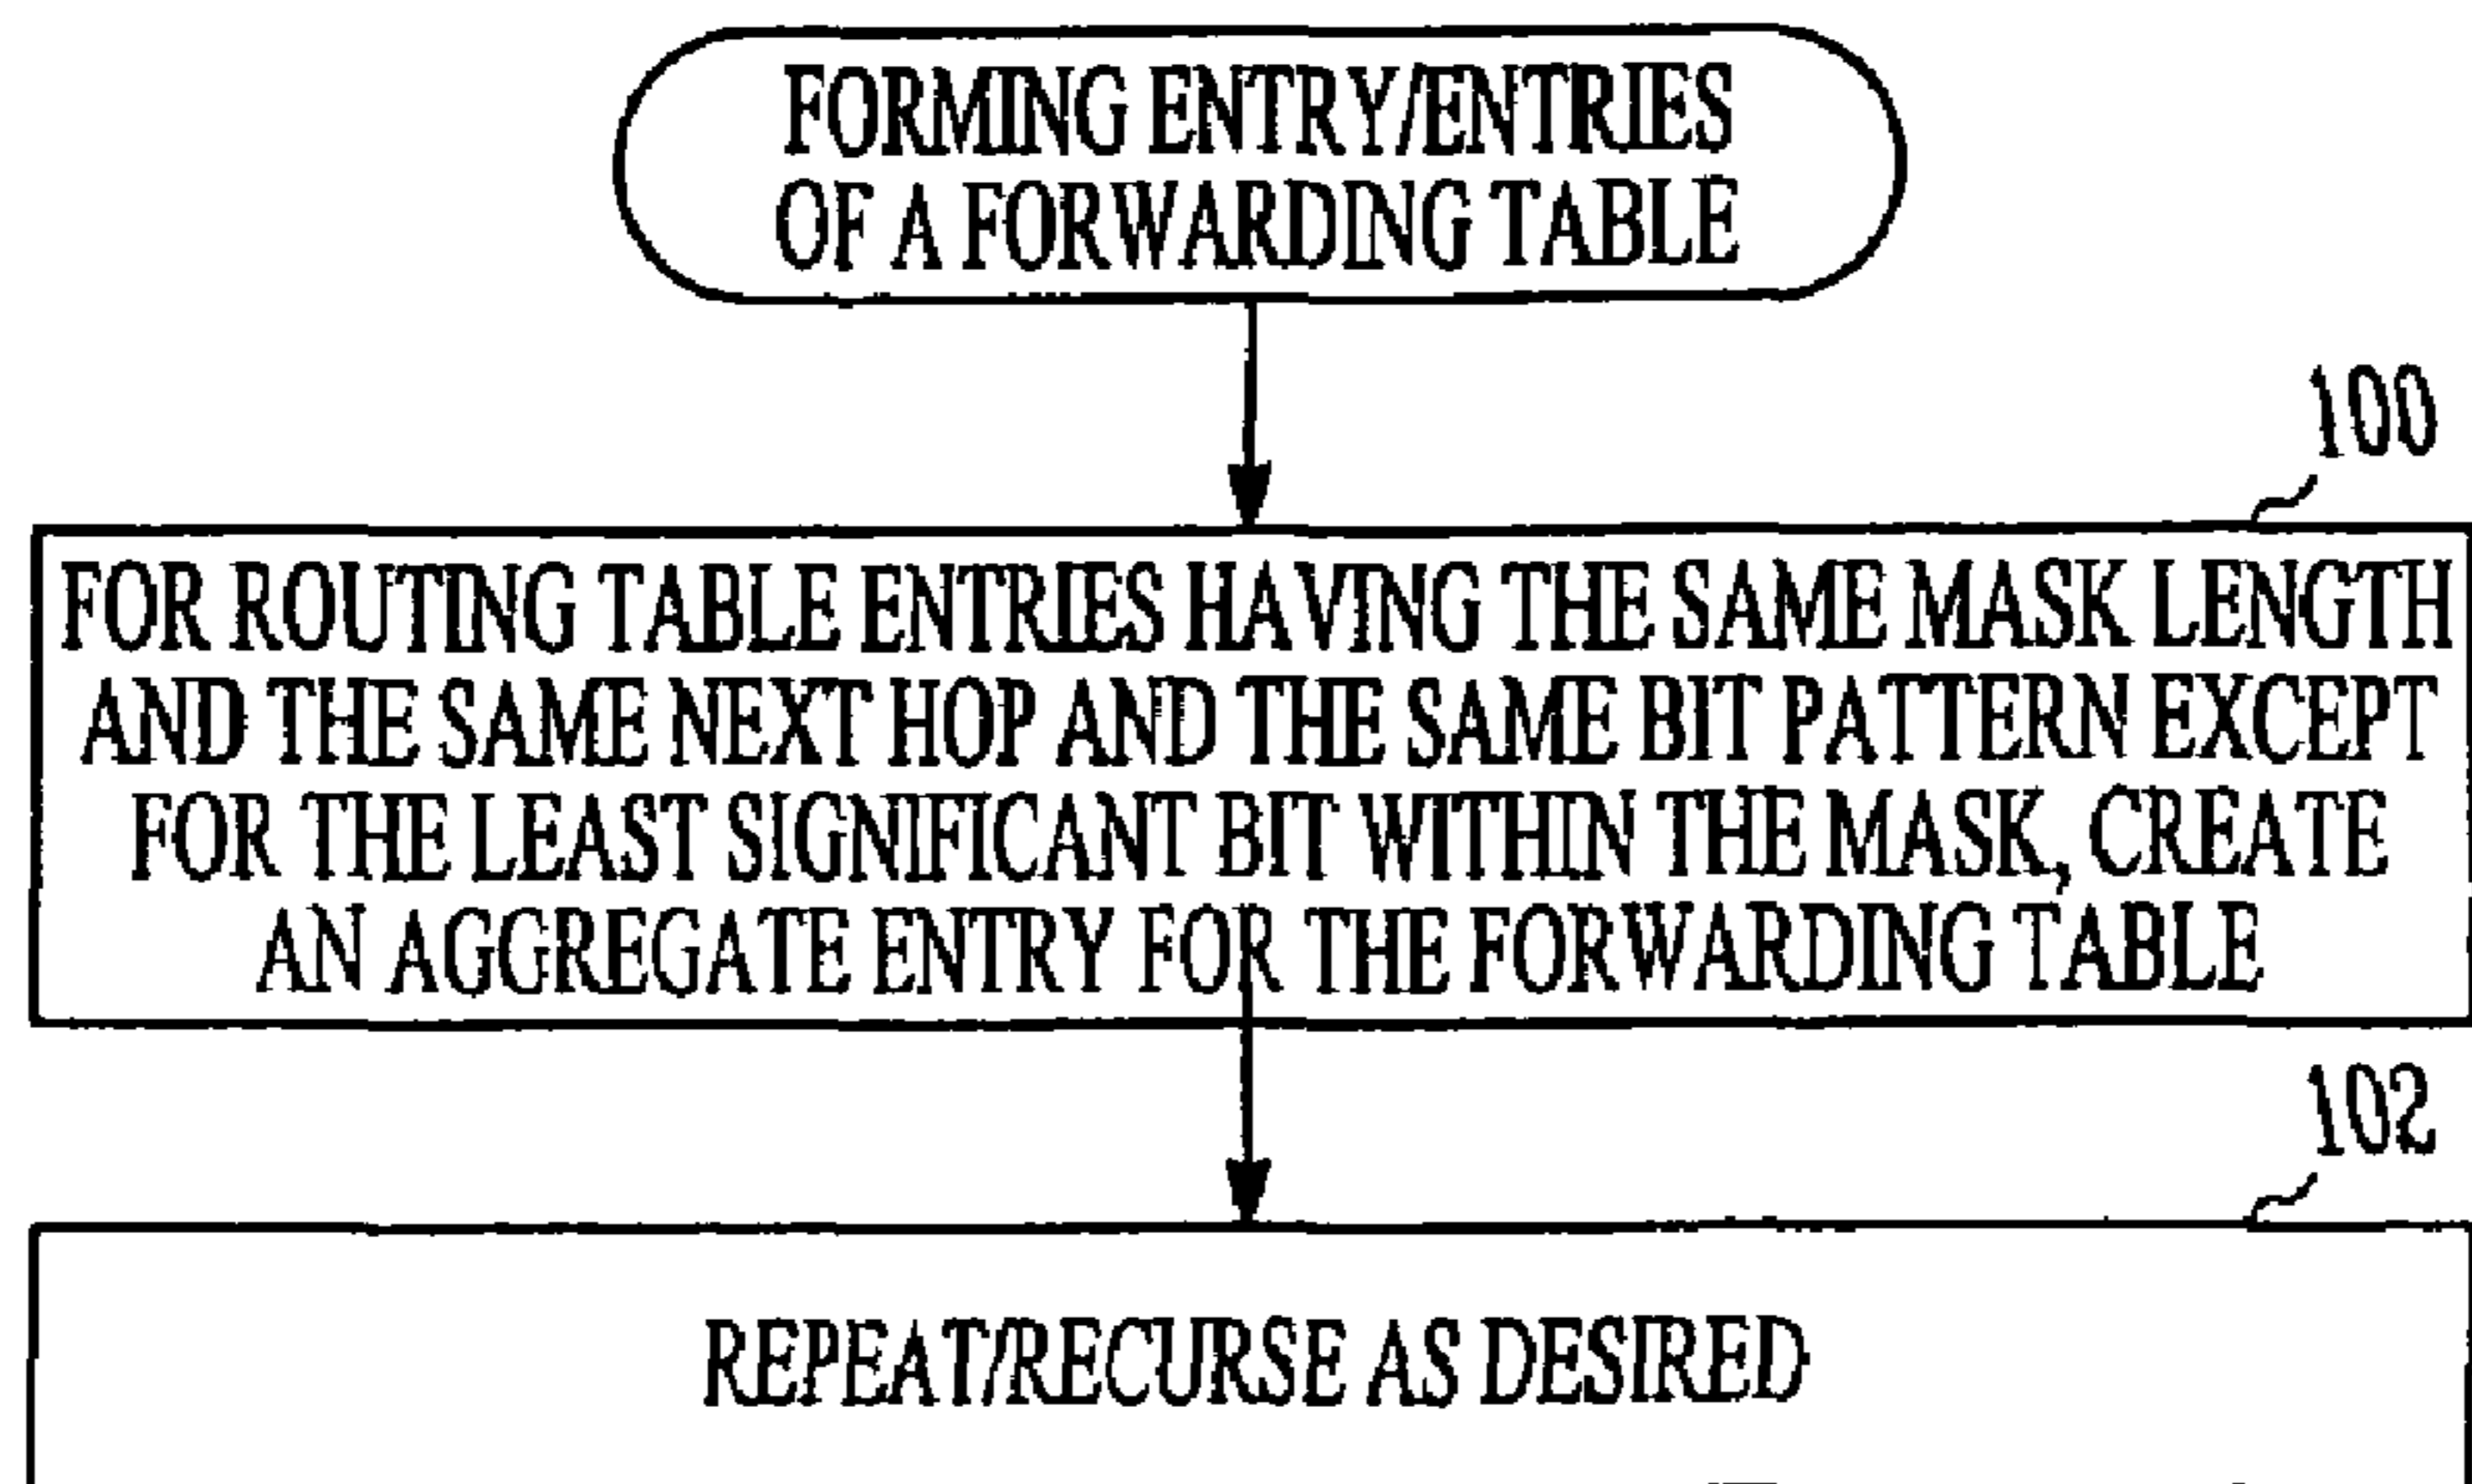 FORMING ENTRY/ENTRIES
OF A FORWARDING TABLE
100
FOR ROUTING TABLE ENTRIES HAVING THE SAME MASK LENGTH
AND THE SAME NEXT HOP AND THE SAME BIT PATTERN EXCEPT
FOR THE LEAST SIGNIFICANT BIT WITHIN THE MASK, CREATE
AN AGGREGATE ENTRY FOR THE FORWARDING TABLE
102
REPEAT/RECURSE AS DESIRED